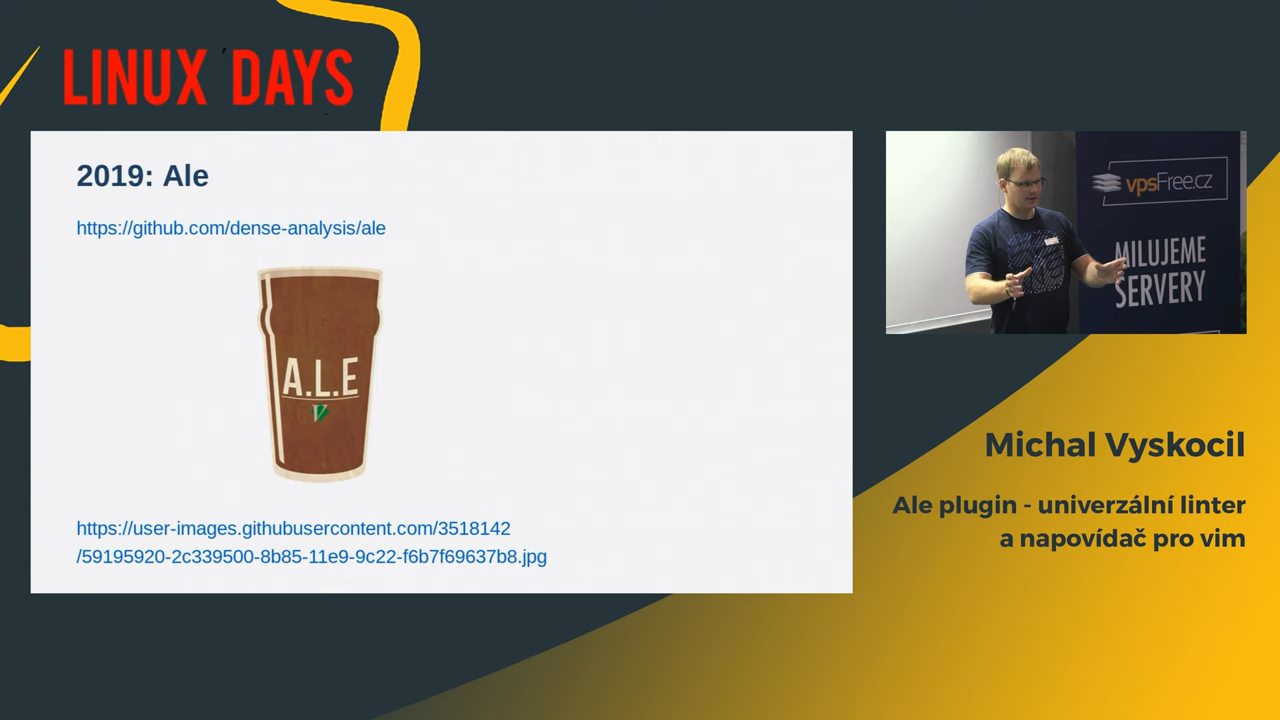 LINUX DAYS
2019: Ale
https://github.com/dense-analysis/ale
A.L.E
V
https://user-images.githubusercontent.com/3518142
/59195920-2c339500-8b85-11e9-9c22-f6b7f69637b8.jpg
vpsFree.cz
MILUJEME
SERVERY
Michal Vyskocil
Ale plugin - univerzální linter
a napovídač pro vim